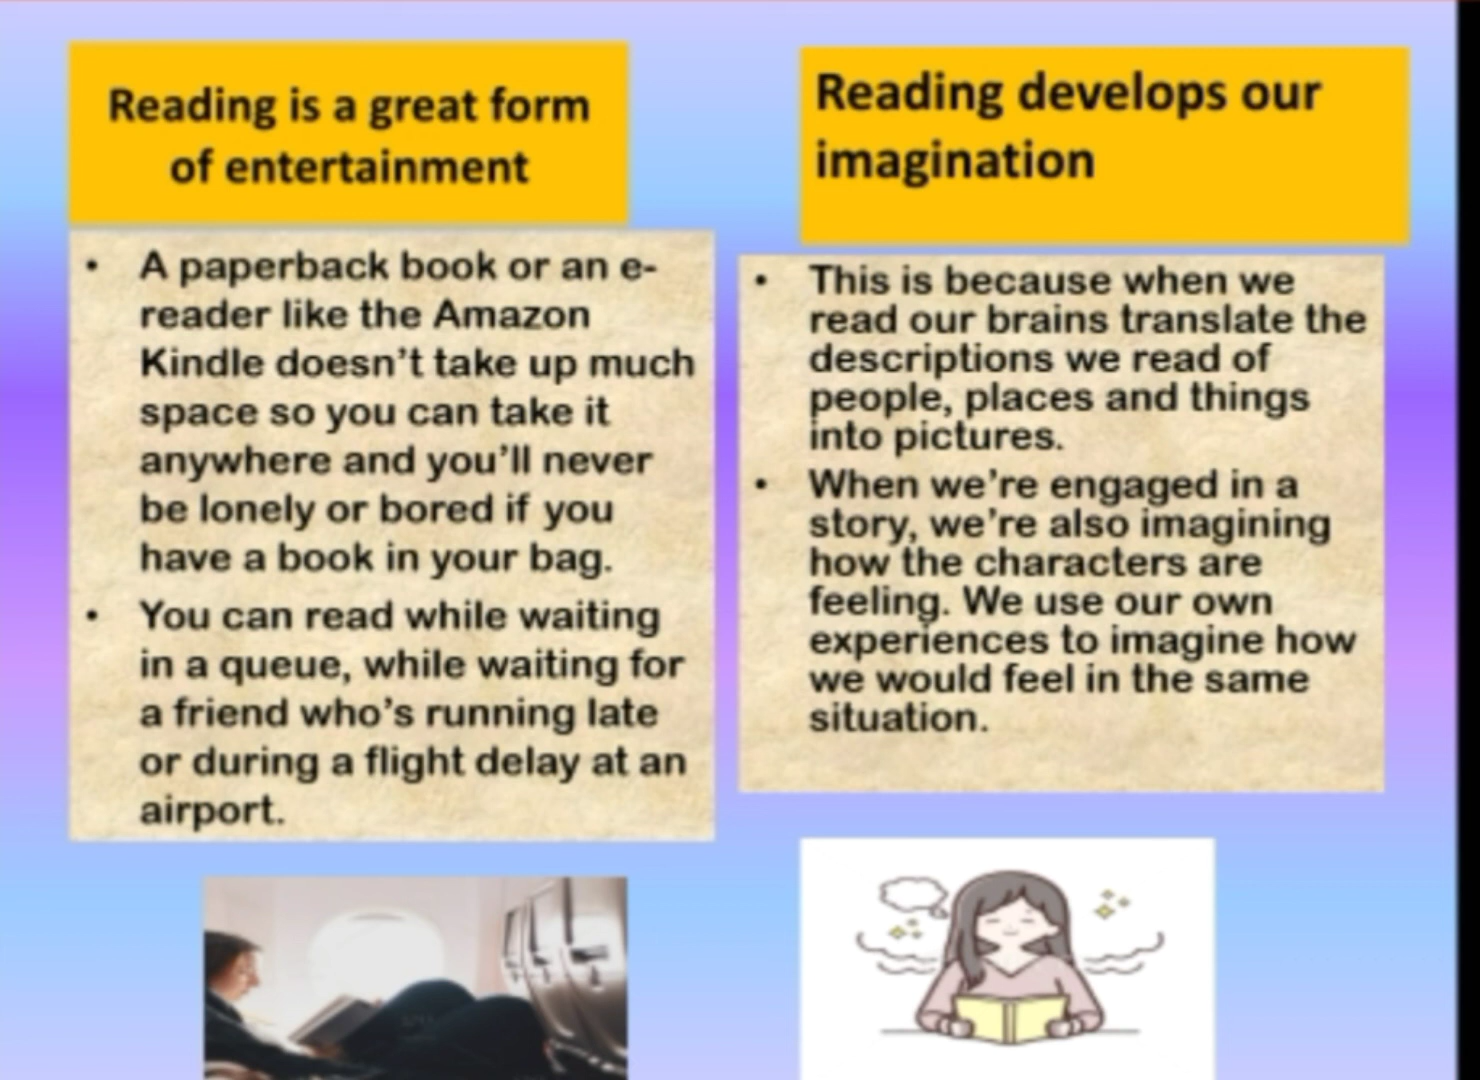 Reading is a great form
of entertainment
• A paperback book or an e-
reader like the Amazon
Kindle doesn't take up much
space so you can take it
anywhere and you'll never
be lonely or bored if you
have a book in your bag.
• You can read while waiting
in a queue, while waiting for
a friend who's running late
or during a flight delay at an
airport.
Reading develops our
imagination
• This is because when we
read our brains translate the
descriptions we read of
people, places and things
into pictures.
• When we're engaged in a
story, we're also imagining
how the characters are
feeling. We use our own
experiences to imagine how
we would feel in the same
situation.